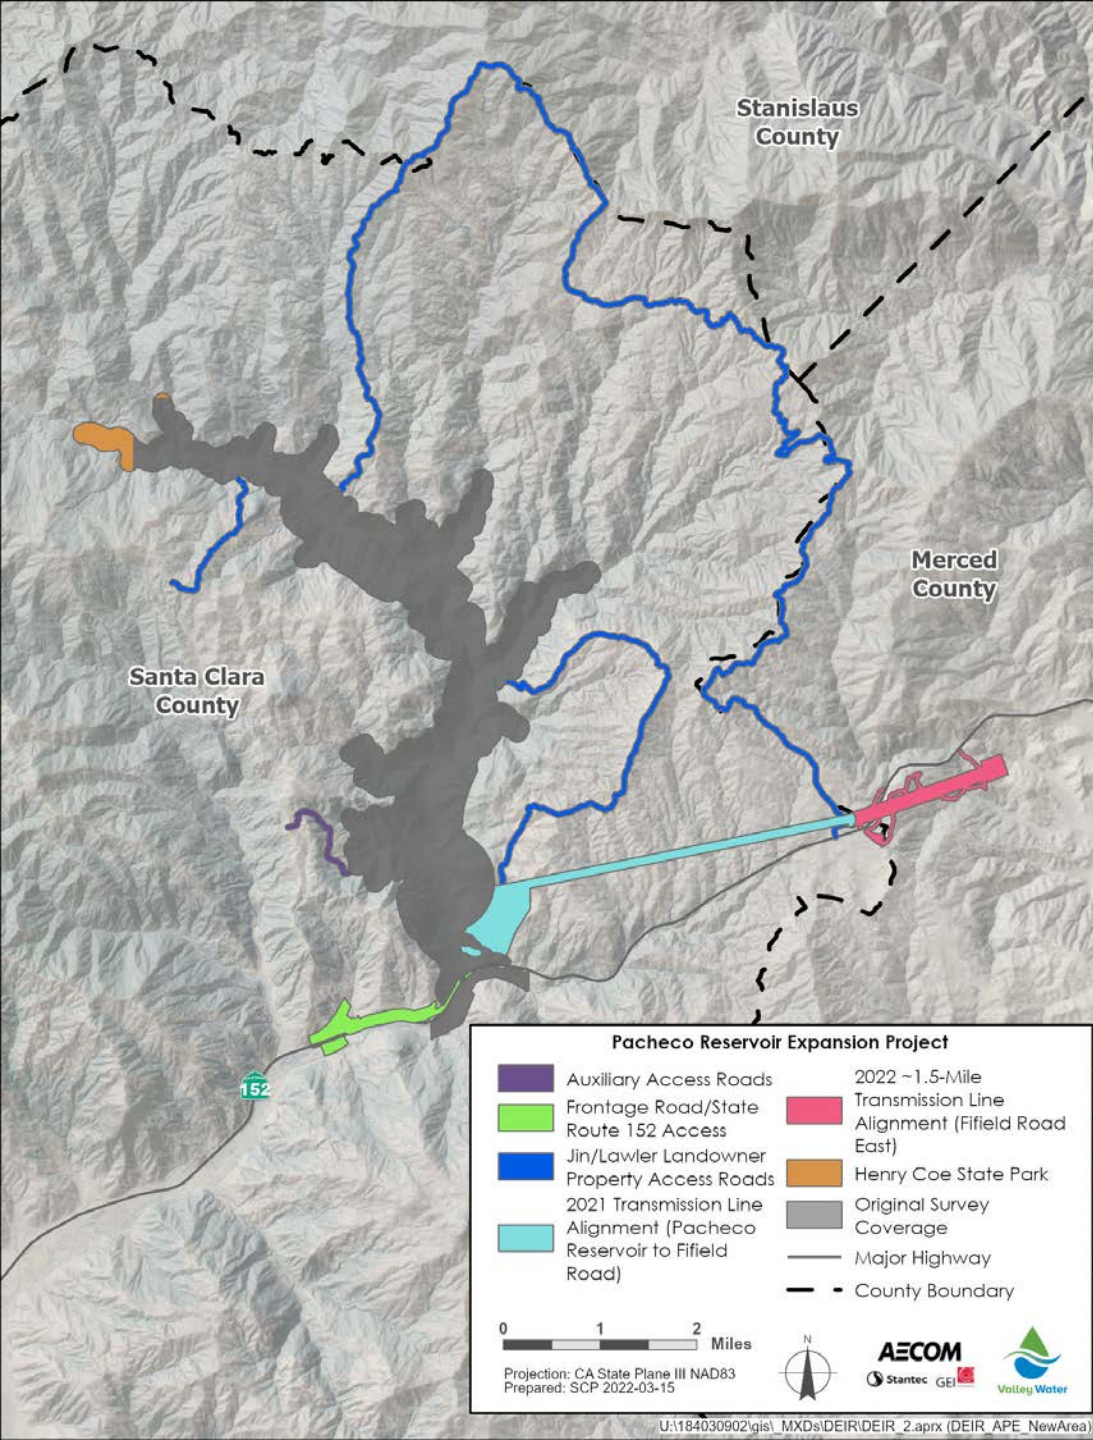 Stanislaus
County
Merced
County
Santa Clara
County
152
Pacheco Reservoir Expansion Project
Auxiliary Access Roads
Frontage Road/State
Route 152 Access
Jin/Lawler Landowner
Property Access Roads
2021 Transmission Line
Alignment (Pacheco
Reservoir to Fifield
Road)
2022 ~1.5-Mile
Transmission Line
Alignment (Fifield Road
East)
Henry Coe State Park
Original Survey
Coverage
Major Highway
County Boundary
0 1 2
Miles
Projection: CA State Plane III NAD83
Prepared: SCP 2022-03-15
N
AECOM
Stantec GEI
Valley Water
U:\184030902\gis\_MXDs\DEIR\DEIR_2.aprx (DEIR_APE_NewArea)